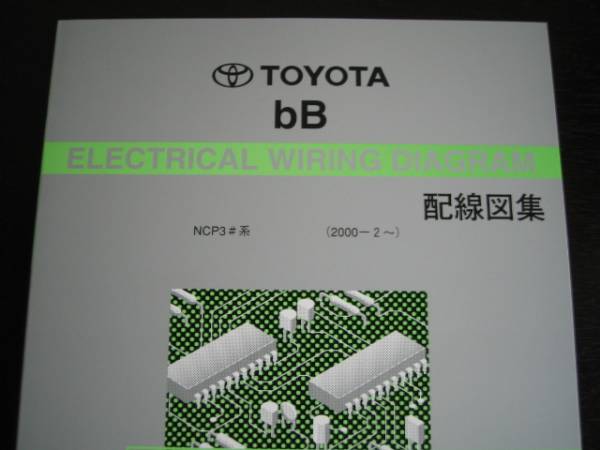 TOYOTA
bB
ELECTRICAL WIRING DIAGRAM
配線図集
NCP3#系 (2000−2〜)